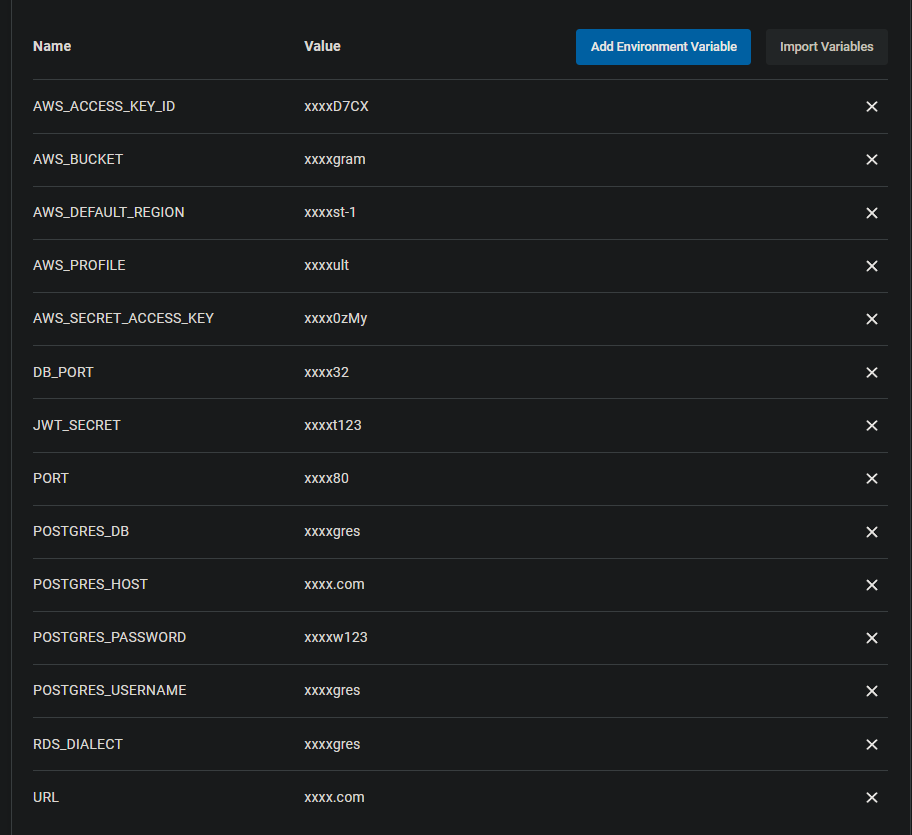 Name Value Add Environment Variable Import Variables
AWS_ACCESS_KEY_ID xxxxD7CX
AWS_BUCKET xxxxgram
AWS_DEFAULT_REGION xxxxst-1
AWS_PROFILE xxxxult
AWS_SECRET_ACCESS_KEY xxxx0zMy
DB_PORT xxxx32
JWT_SECRET xxxxt123
PORT xxxx80
POSTGRES_DB xxxxgres
POSTGRES_HOST xxxx.com
POSTGRES_PASSWORD xxxxw123
POSTGRES_USERNAME xxxxgres
RDS_DIALECT xxxxgres
URL xxxx.com